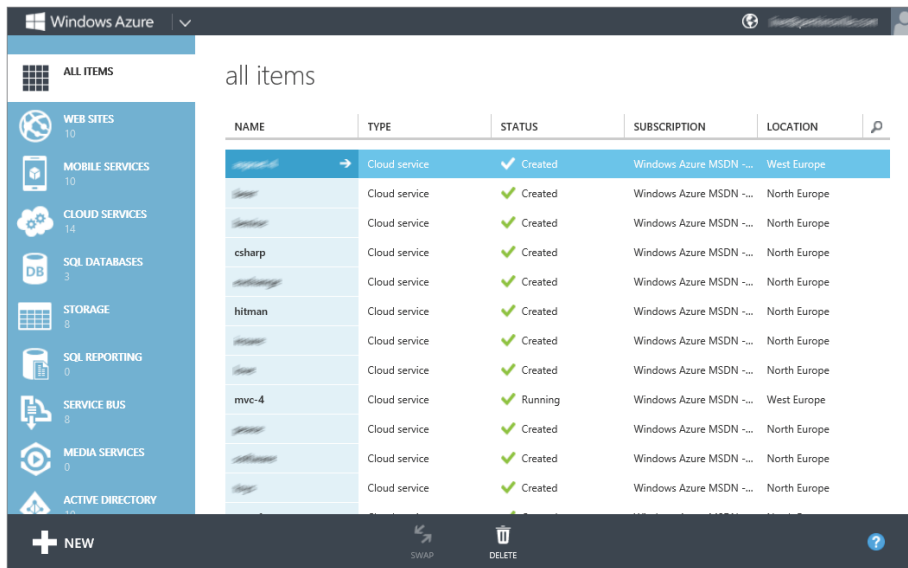 Windows Azure
ALL ITEMS
WEB SITES
10
MOBILE SERVICES
10
CLOUD SERVICES
14
SQL DATABASES
3
STORAGE
8
SQL REPORTING
0
SERVICE BUS
8
MEDIA SERVICES
0
ACTIVE DIRECTORY
10
all items
NAME TYPE STATUS SUBSCRIPTION LOCATION
Cloud service Created Windows Azure MSDN -... West Europe
Cloud service Created Windows Azure MSDN -... North Europe
Cloud service Created Windows Azure MSDN -... North Europe
csharp Cloud service Created Windows Azure MSDN -... North Europe
Cloud service Created Windows Azure MSDN -... North Europe
hitman Cloud service Created Windows Azure MSDN -... North Europe
Cloud service Created Windows Azure MSDN -... North Europe
Cloud service Created Windows Azure MSDN -... North Europe
mvc-4 Cloud service Running Windows Azure MSDN -... West Europe
Cloud service Created Windows Azure MSDN -... North Europe
Cloud service Created Windows Azure MSDN -... North Europe
Cloud service Created Windows Azure MSDN -... North Europe
DB
NEW
SWAP
DELETE
?